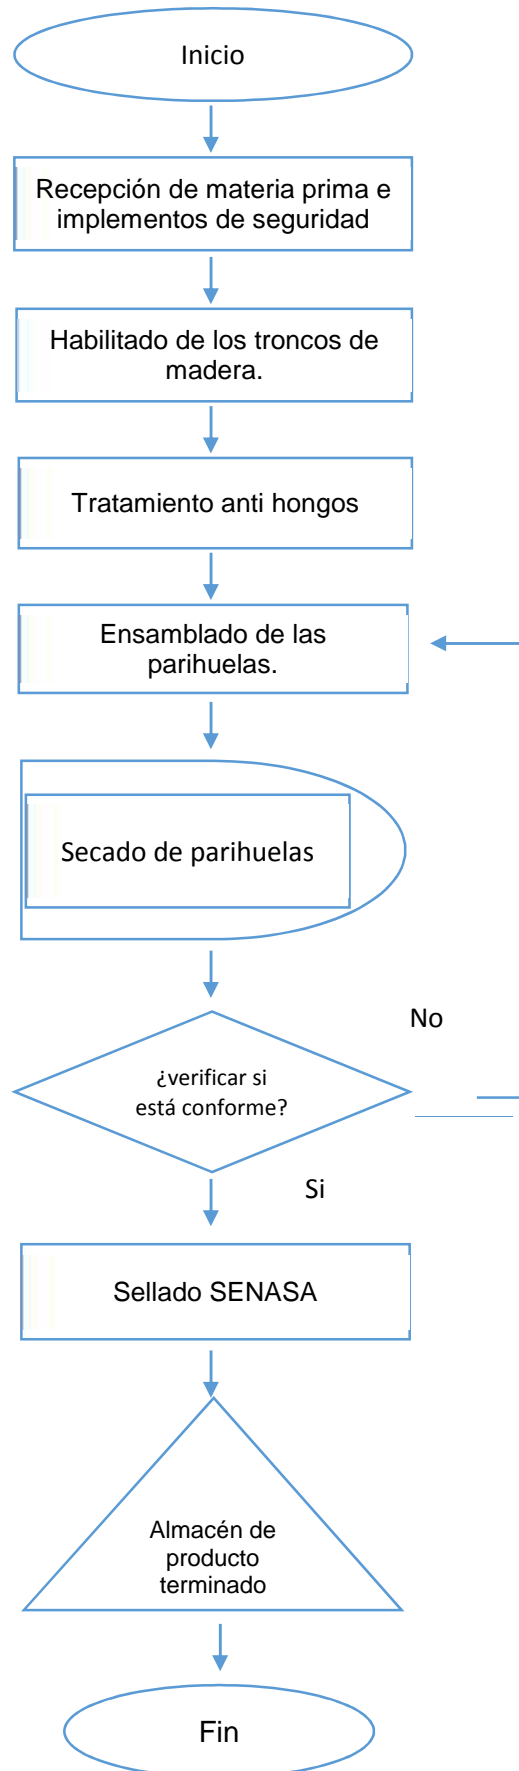 Inicio
Recepción de materia prima e
implementos de seguridad
Habilitado de los troncos de
madera.
Tratamiento anti hongos
Ensamblado de las
parihuelas.
Secado de parihuelas
No
¿verificar si
está conforme?
Si
Sellado SENASA
Almacén de
producto
terminado
Fin